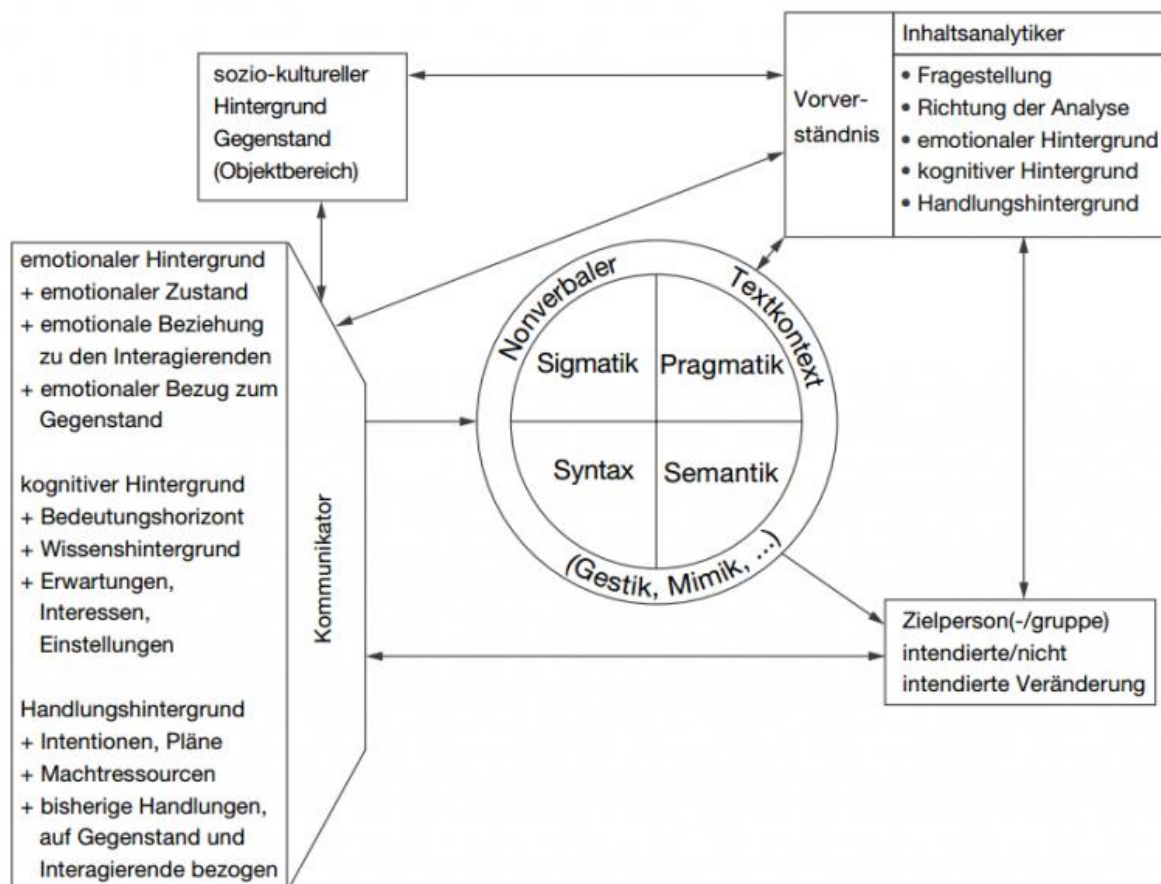 sozio-kultureller
Hintergrund
Gegenstand
(Objektbereich)
Vorver-
ständnis
Inhaltsanalytiker
• Fragestellung
• Richtung der Analyse
• emotionaler Hintergrund
• kognitiver Hintergrund
• Handlungshintergrund
emotionaler Hintergrund
+ emotionaler Zustand
+ emotionale Beziehung
zu den Interagierenden
+ emotionaler Bezug zum
Gegenstand
kognitiver Hintergrund
+ Bedeutungshorizont
+ Wissenshintergrund
+ Erwartungen,
Interessen,
Einstellungen
Handlungshintergrund
+ Intentionen, Pläne
+ Machtressourcen
+ bisherige Handlungen,
auf Gegenstand und
Interagierende bezogen
Kommunikator
Nonverbaler Textkontext
Sigmatik
Pragmatik
Syntax
Semantik
(Gestik, Mimik, ...)
Zielperson(-/gruppe)
intendierte/nicht
intendierte Veränderung